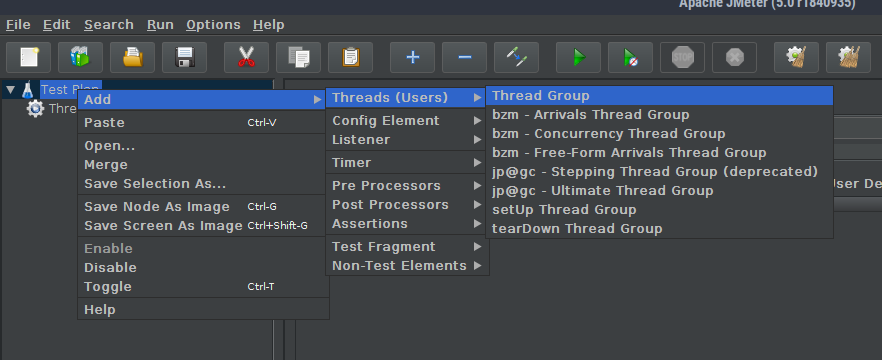 Apache JMeter (5.0 r1840935)
File Edit Search Run Options Help
Test Plan
Thre
Add
Paste Ctrl-V
Open...
Merge
Save Selection As...
Save Node As Image Ctrl-G
Save Screen As Image Ctrl+Shift-G
Enable
Disable
Toggle Ctrl-T
Help
Threads (Users)
Config Element
Listener
Timer
Pre Processors
Post Processors
Assertions
Test Fragment
Non-Test Elements
Thread Group
bzm - Arrivals Thread Group
bzm - Concurrency Thread Group
bzm - Free-Form Arrivals Thread Group
jp@gc - Stepping Thread Group (deprecated)
jp@gc - Ultimate Thread Group
setUp Thread Group
tearDown Thread Group
User De